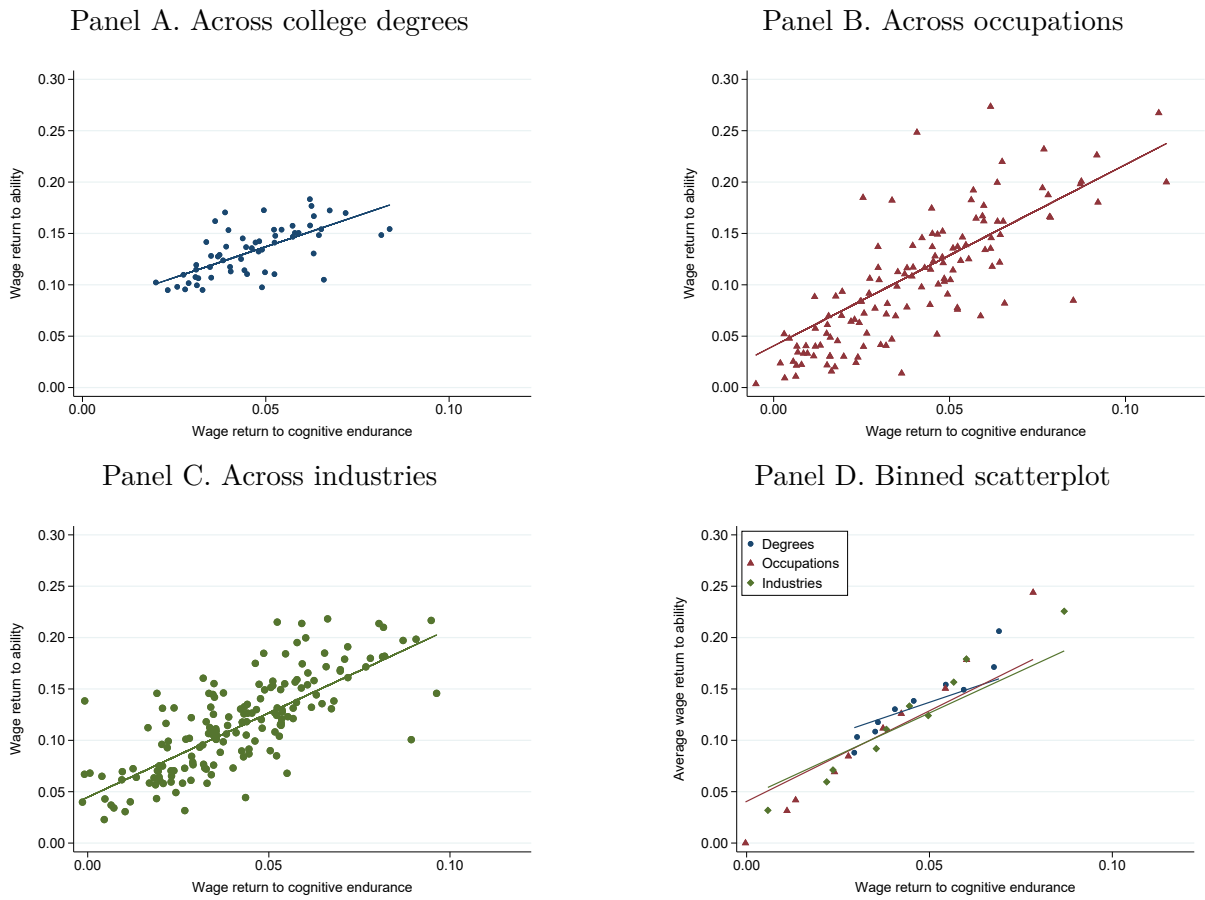 Panel A. Across college degrees
0.30
0.25
0.20
0.15
0.10
0.05
0.00
Wage return to ability
0.00 0.05 0.10
Wage return to cognitive endurance
Panel B. Across occupations
0.30
0.25
0.20
0.15
0.10
0.05
0.00
Wage return to ability
0.00 0.05 0.10
Wage return to cognitive endurance
Panel C. Across industries
0.30
0.25
0.20
0.15
0.10
0.05
0.00
Wage return to ability
0.00 0.05 0.10
Wage return to cognitive endurance
Panel D. Binned scatterplot
0.30
0.25
0.20
0.15
0.10
0.05
0.00
Average wage return to ability
Degrees
Occupations
Industries
0.00 0.05 0.10
Wage return to cognitive endurance